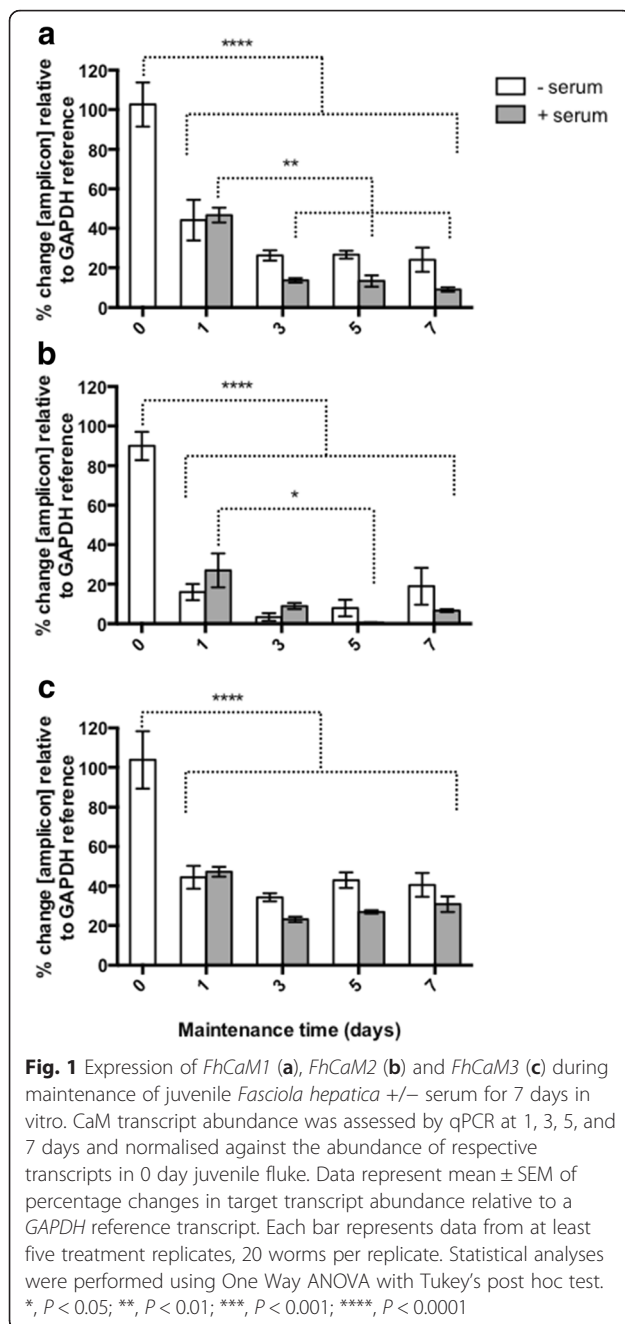 a
****
- serum
+ serum
**
% change [amplicon] relative
to GAPDH reference
120
100
80
60
40
20
0
0 1 3 5 7
b
****
*
% change [amplicon] relative
to GAPDH reference
120
100
80
60
40
20
0
0 1 3 5 7
c
****
% change [amplicon] relative
to GAPDH reference
120
100
80
60
40
20
0
0 1 3 5 7
Maintenance time (days)
Fig. 1 Expression of FhCaM1 (a), FhCaM2 (b) and FhCaM3 (c) during
maintenance of juvenile Fasciola hepatica +/− serum for 7 days in
vitro. CaM transcript abundance was assessed by qPCR at 1, 3, 5, and
7 days and normalised against the abundance of respective
transcripts in 0 day juvenile fluke. Data represent mean ± SEM of
percentage changes in target transcript abundance relative to a
GAPDH reference transcript. Each bar represents data from at least
five treatment replicates, 20 worms per replicate. Statistical analyses
were performed using One Way ANOVA with Tukey's post hoc test.
*, P < 0.05; **, P < 0.01; ***, P < 0.001; ****, P < 0.0001